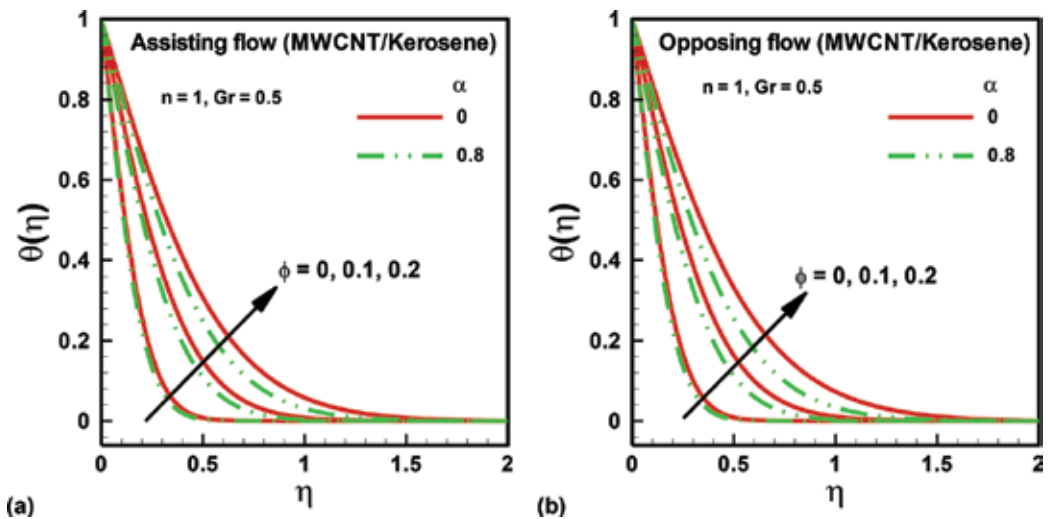 Assisting flow (MWCNT/Kerosene)
n = 1, Gr = 0.5
α
0
0.8
ϕ = 0, 0.1, 0.2
θ(η)
1
0.8
0.6
0.4
0.2
0
0
0.5
1
1.5
2
η
(a)
Opposing flow (MWCNT/Kerosene)
n = 1, Gr = 0.5
α
0
0.8
ϕ = 0, 0.1, 0.2
θ(η)
1
0.8
0.6
0.4
0.2
0
0
0.5
1
1.5
2
η
(b)